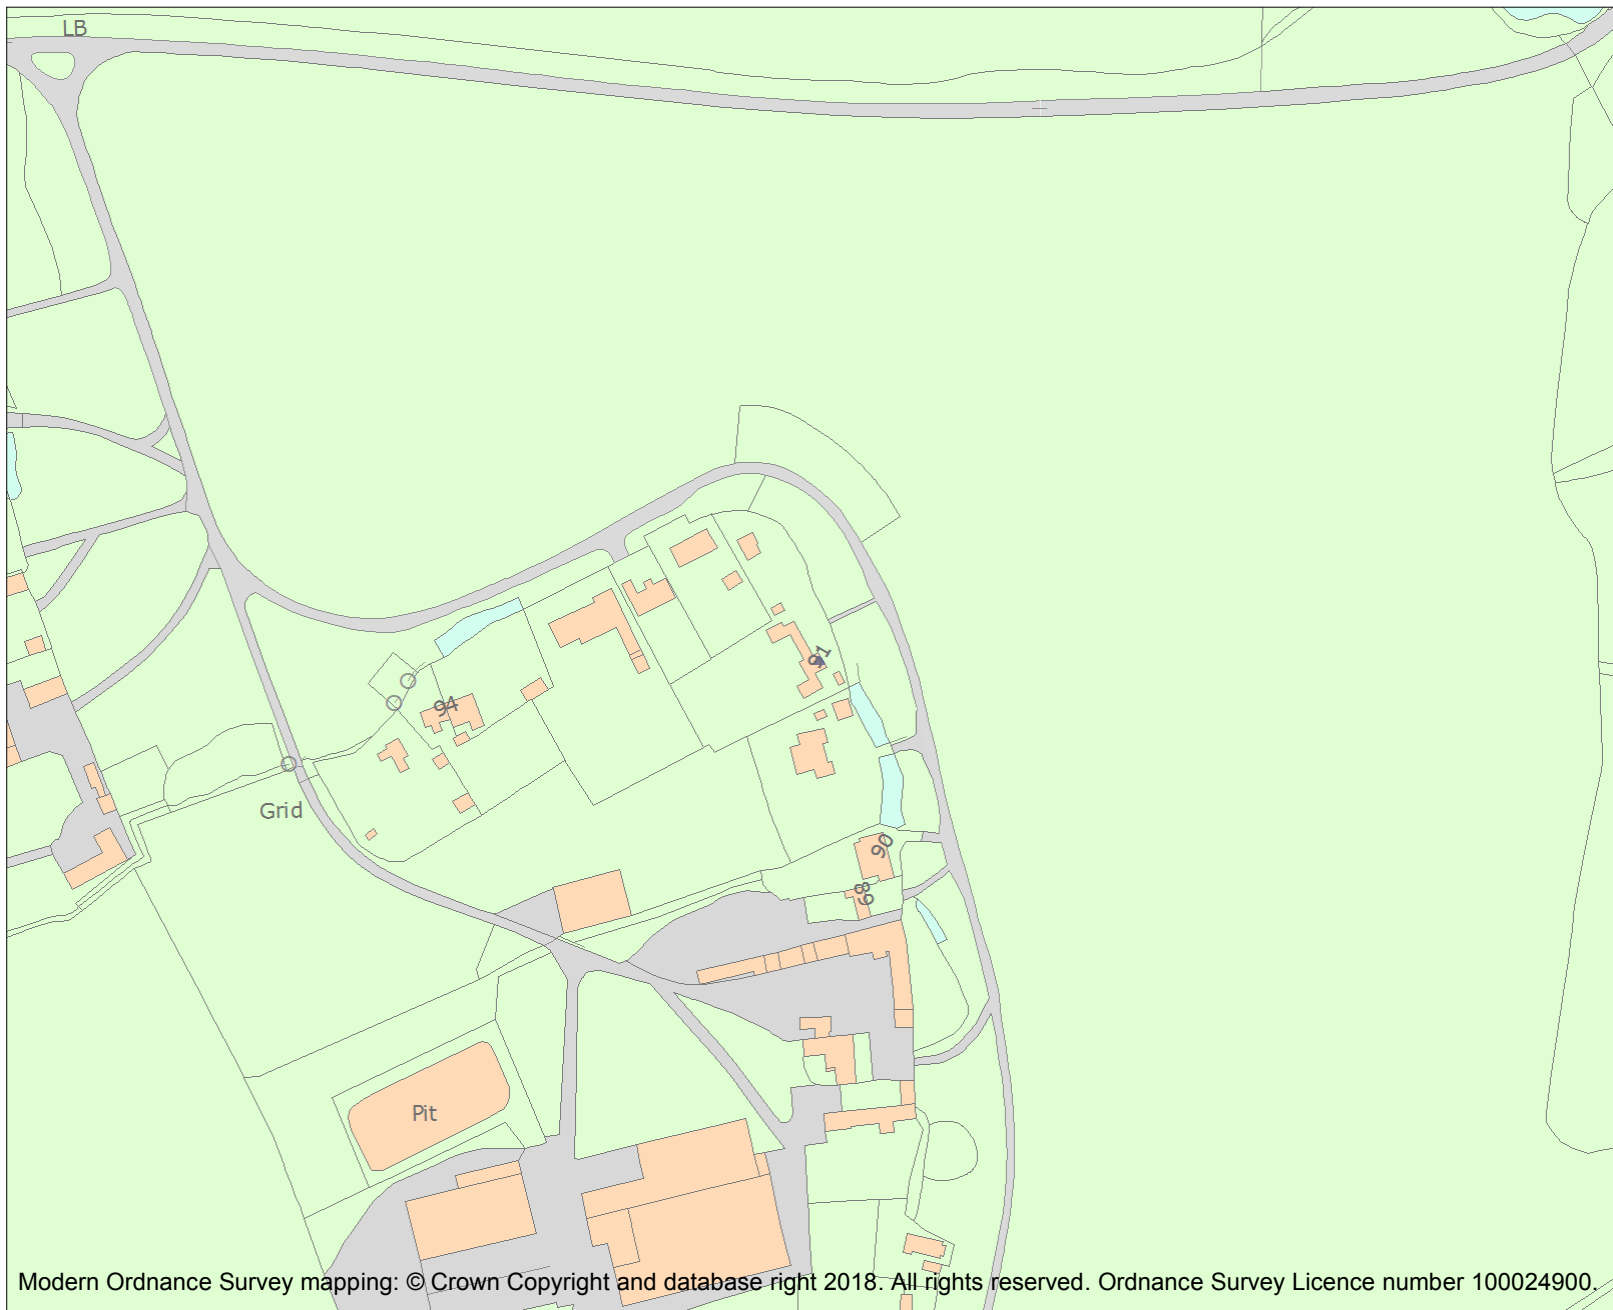 LB
91
94
Grid
90
89
Pit
Modern Ordnance Survey mapping: © Crown Copyright and database right 2018. All rights reserved. Ordnance Survey Licence number 100024900.